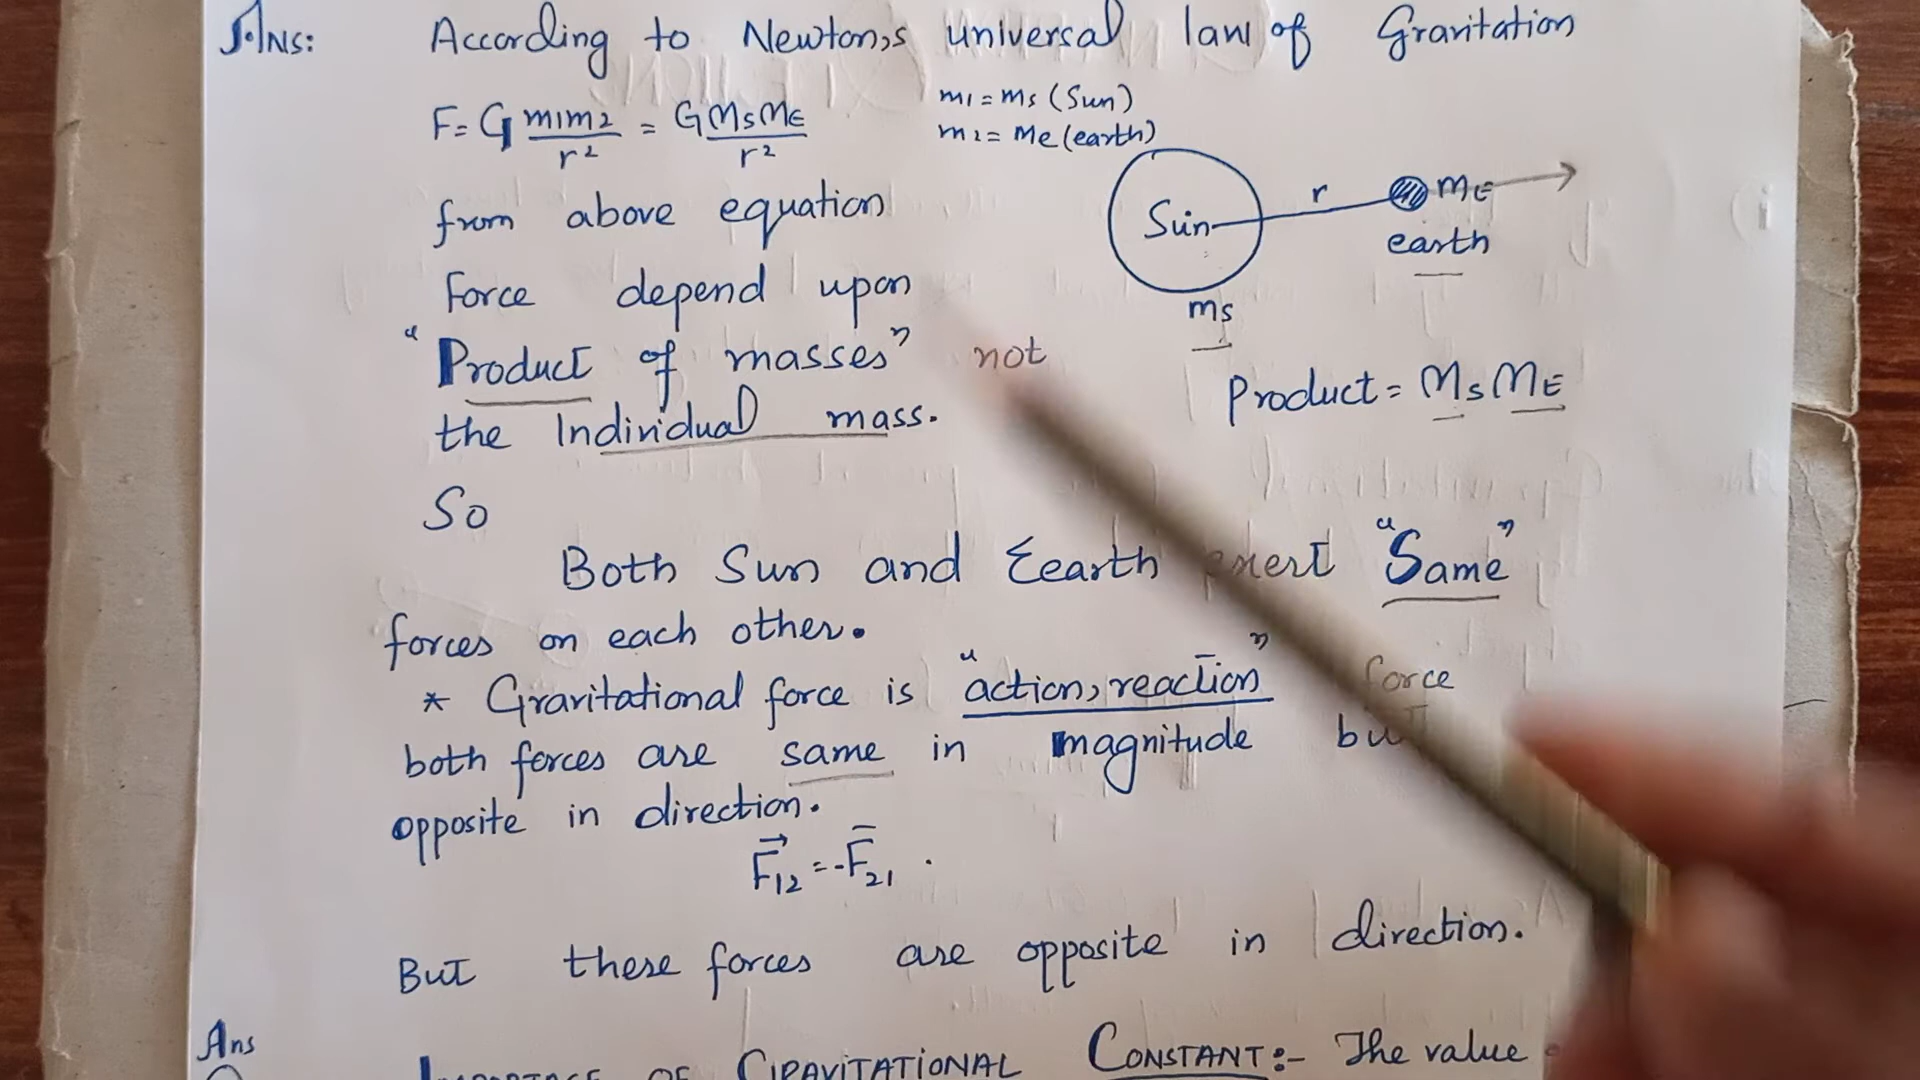 Ans: According to Newton,s universal law of Gravitation
F = G m1m2/r² = G MsME/r²
m1 = ms (Sun)
m2 = me (earth)
from above equation
Sun r mE
earth
ms
force depend upon
"Product of masses" not
the Individual mass.
Product = MsME
So
Both Sun and Eearth exert "Same"
forces on each other.
* Gravitational force is "action, reaction" force
both forces are same in magnitude but
opposite in direction.
F₁₂ = -F₂₁.
But these forces are opposite in direction.
Ans
OF GRAVITATIONAL CONSTANT:- The value